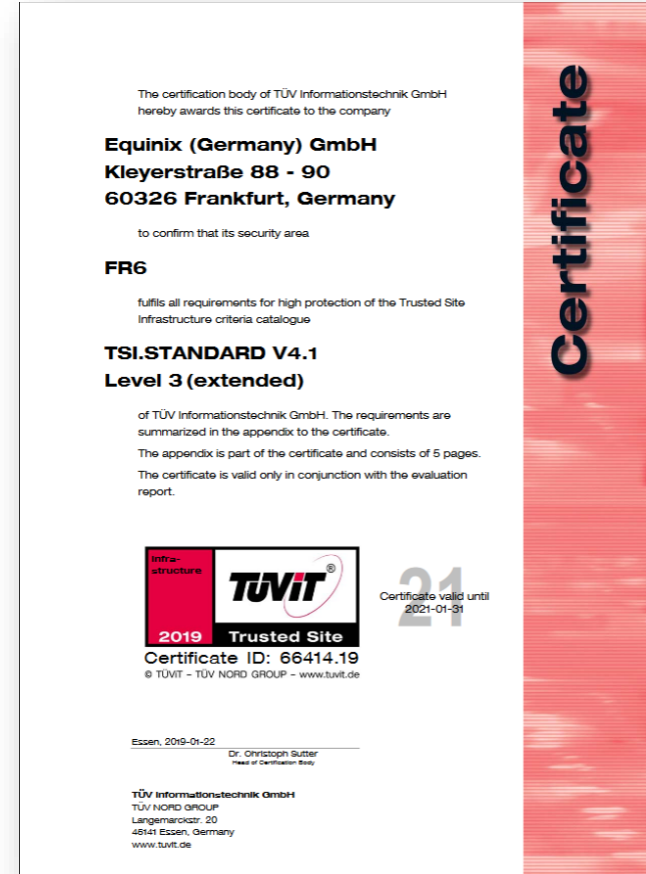 The certification body of TÜV Informationstechnik GmbH
hereby awards this certificate to the company
Equinix (Germany) GmbH
Kleyerstraße 88 - 90
60326 Frankfurt, Germany
to confirm that its security area
FR6
fulfils all requirements for high protection of the Trusted Site
Infrastructure criteria catalogue
TSI.STANDARD V4.1
Level 3 (extended)
of TÜV Informationstechnik GmbH. The requirements are
summarized in the appendix to the certificate.
The appendix is part of the certificate and consists of 5 pages.
The certificate is valid only in conjunction with the evaluation
report.
Infra-
structure
TÜViT®
2019 Trusted Site
Certificate ID: 66414.19
© TÜViT – TÜV NORD GROUP – www.tuvit.de
21
Certificate valid until
2021-01-31
Essen, 2019-01-22
Dr. Christoph Sutter
Head of Certification Body
TÜV Informationstechnik GmbH
TÜV NORD GROUP
Langemarckstr. 20
45141 Essen, Germany
www.tuvit.de
Certificate